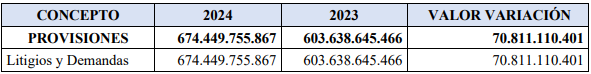 CONCEPTO 2024 2023 VALOR VARIACIÓN
PROVISIONES 674.449.755.867 603.638.645.466 70.811.110.401
Litigios y Demandas 674.449.755.867 603.638.645.466 70.811.110.401